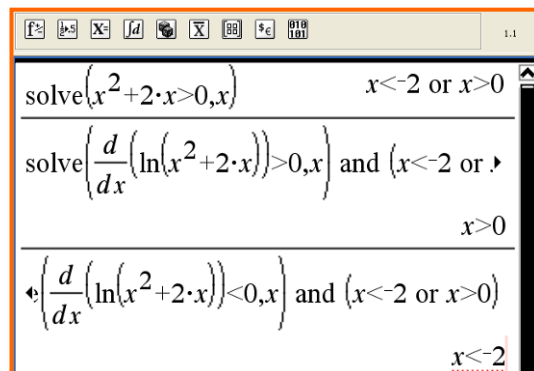 1.1
solve(x²+2·x>0,x) x<⁻2 or x>0
solve(d/dx(ln(x²+2·x))>0,x) and (x<⁻2 or
x>0
(d/dx(ln(x²+2·x))<0,x) and (x<⁻2 or x>0)
x<⁻2